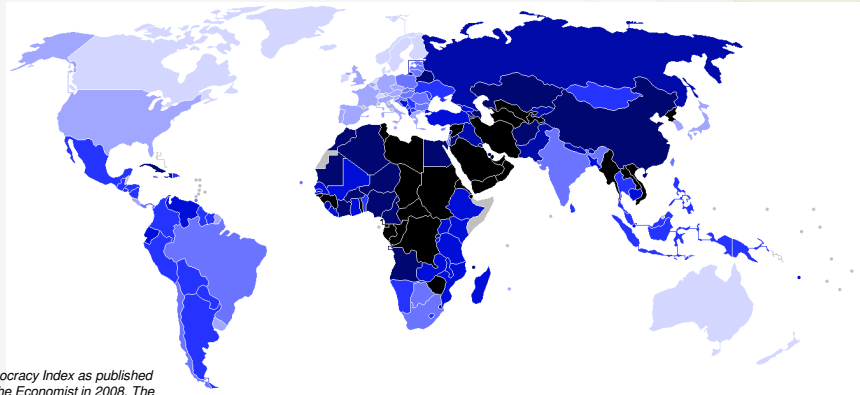 ocracy Index as published
he Economist in 2008. The